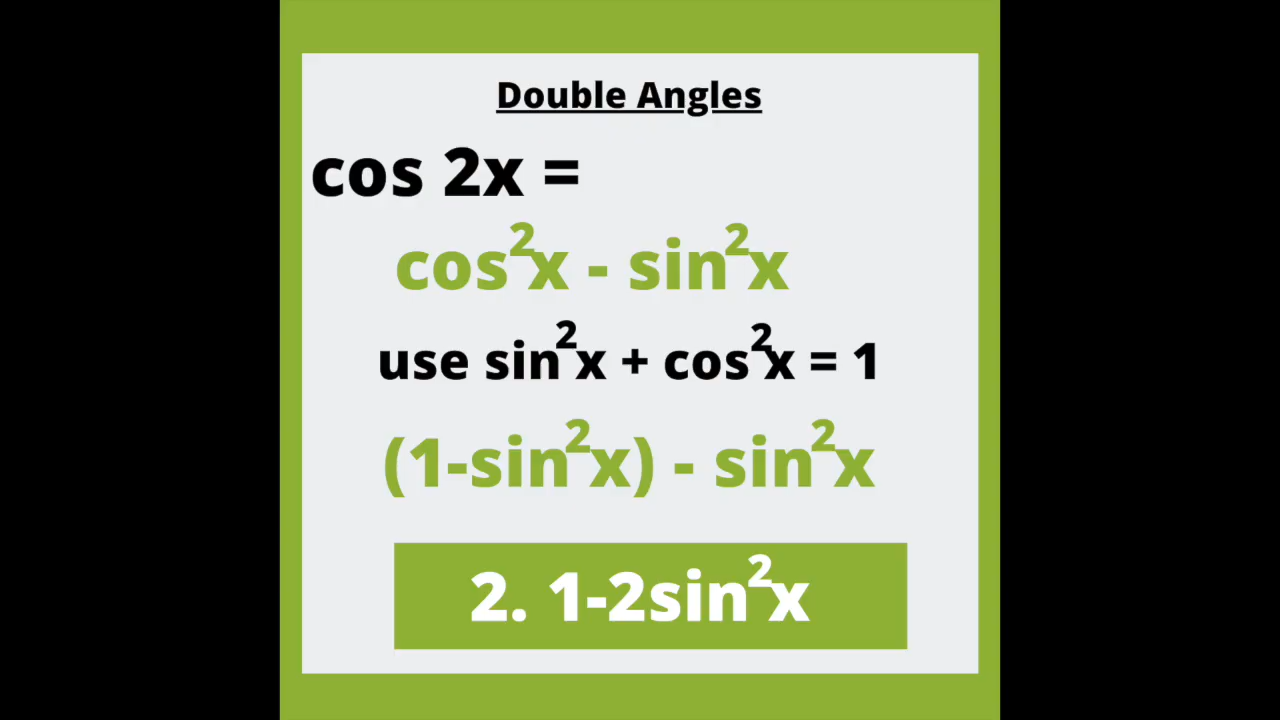 Double Angles
cos 2x =
cos²x - sin²x
use sin²x + cos²x = 1
(1-sin²x) - sin²x
2. 1-2sin²x